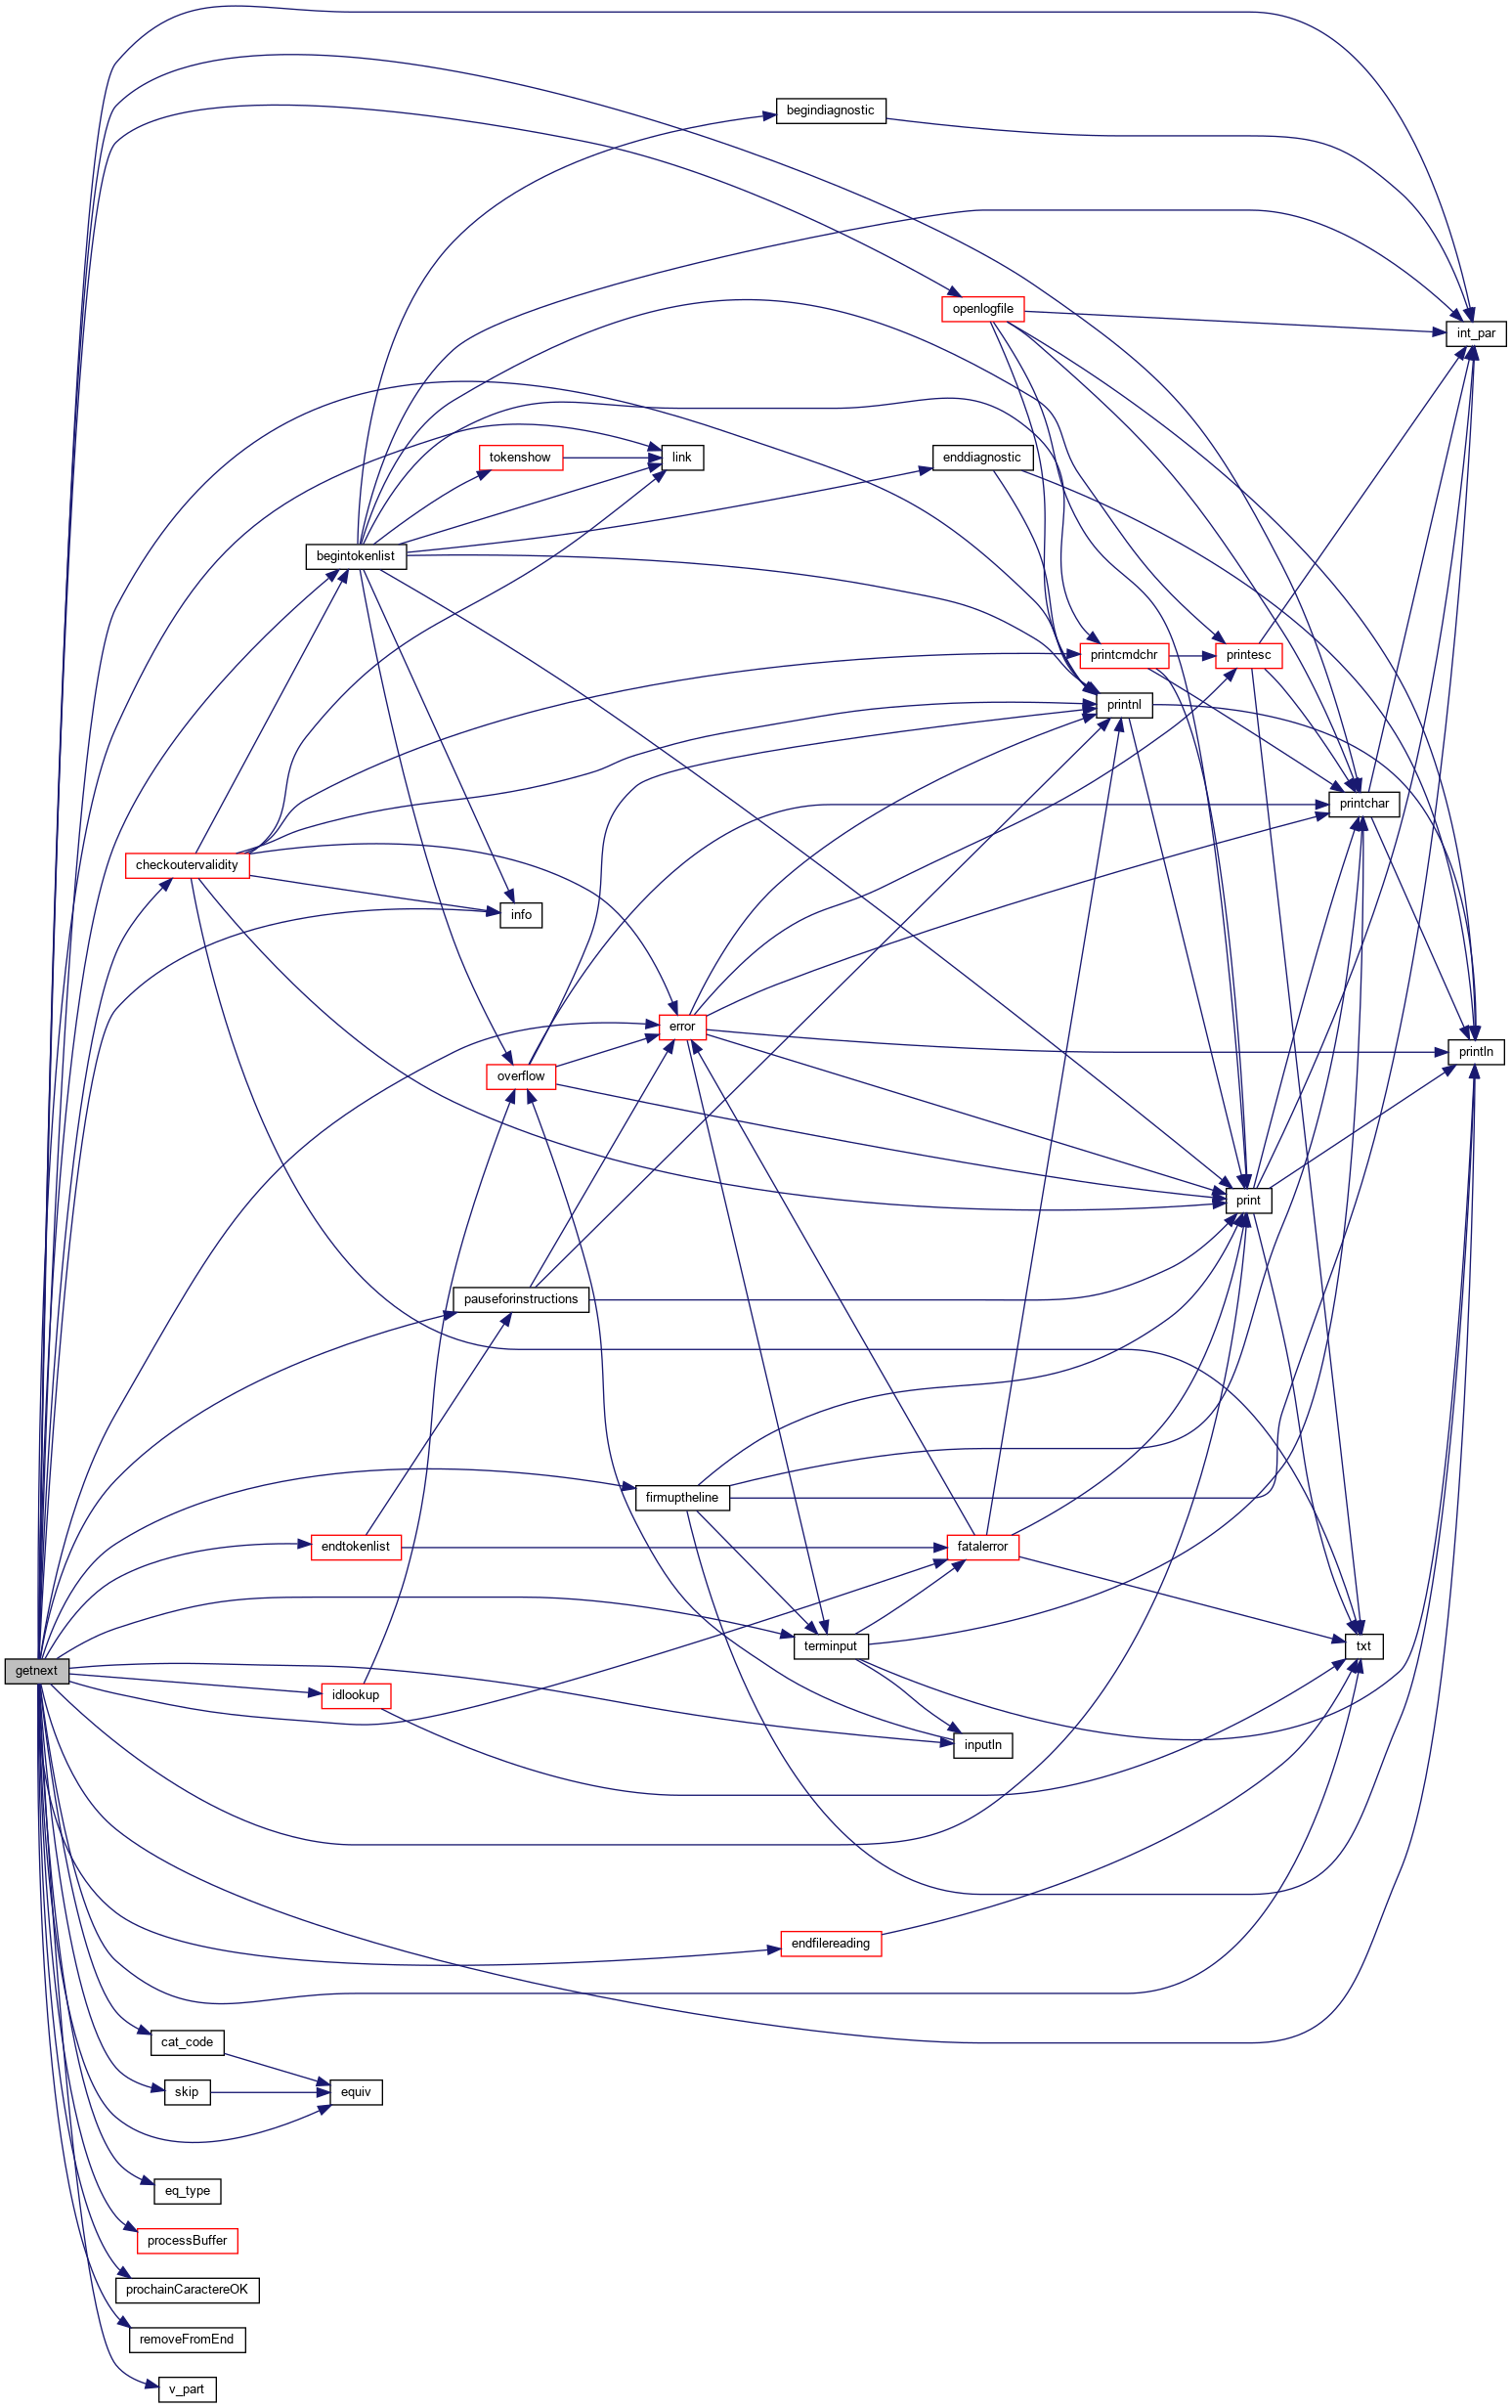 begindiagnostic
openlogfile
int_par
tokenshow
link
enddiagnostic
begintokenlist
printcmdchr
printesc
printnl
printchar
checkoutervalidity
info
error
println
overflow
print
pauseforinstructions
firmuptheline
endtokenlist
fatalerror
terminput
txt
getnext
idlookup
inputln
endfilereading
cat_code
skip
equiv
eq_type
processBuffer
prochainCaractereOK
removeFromEnd
v_part